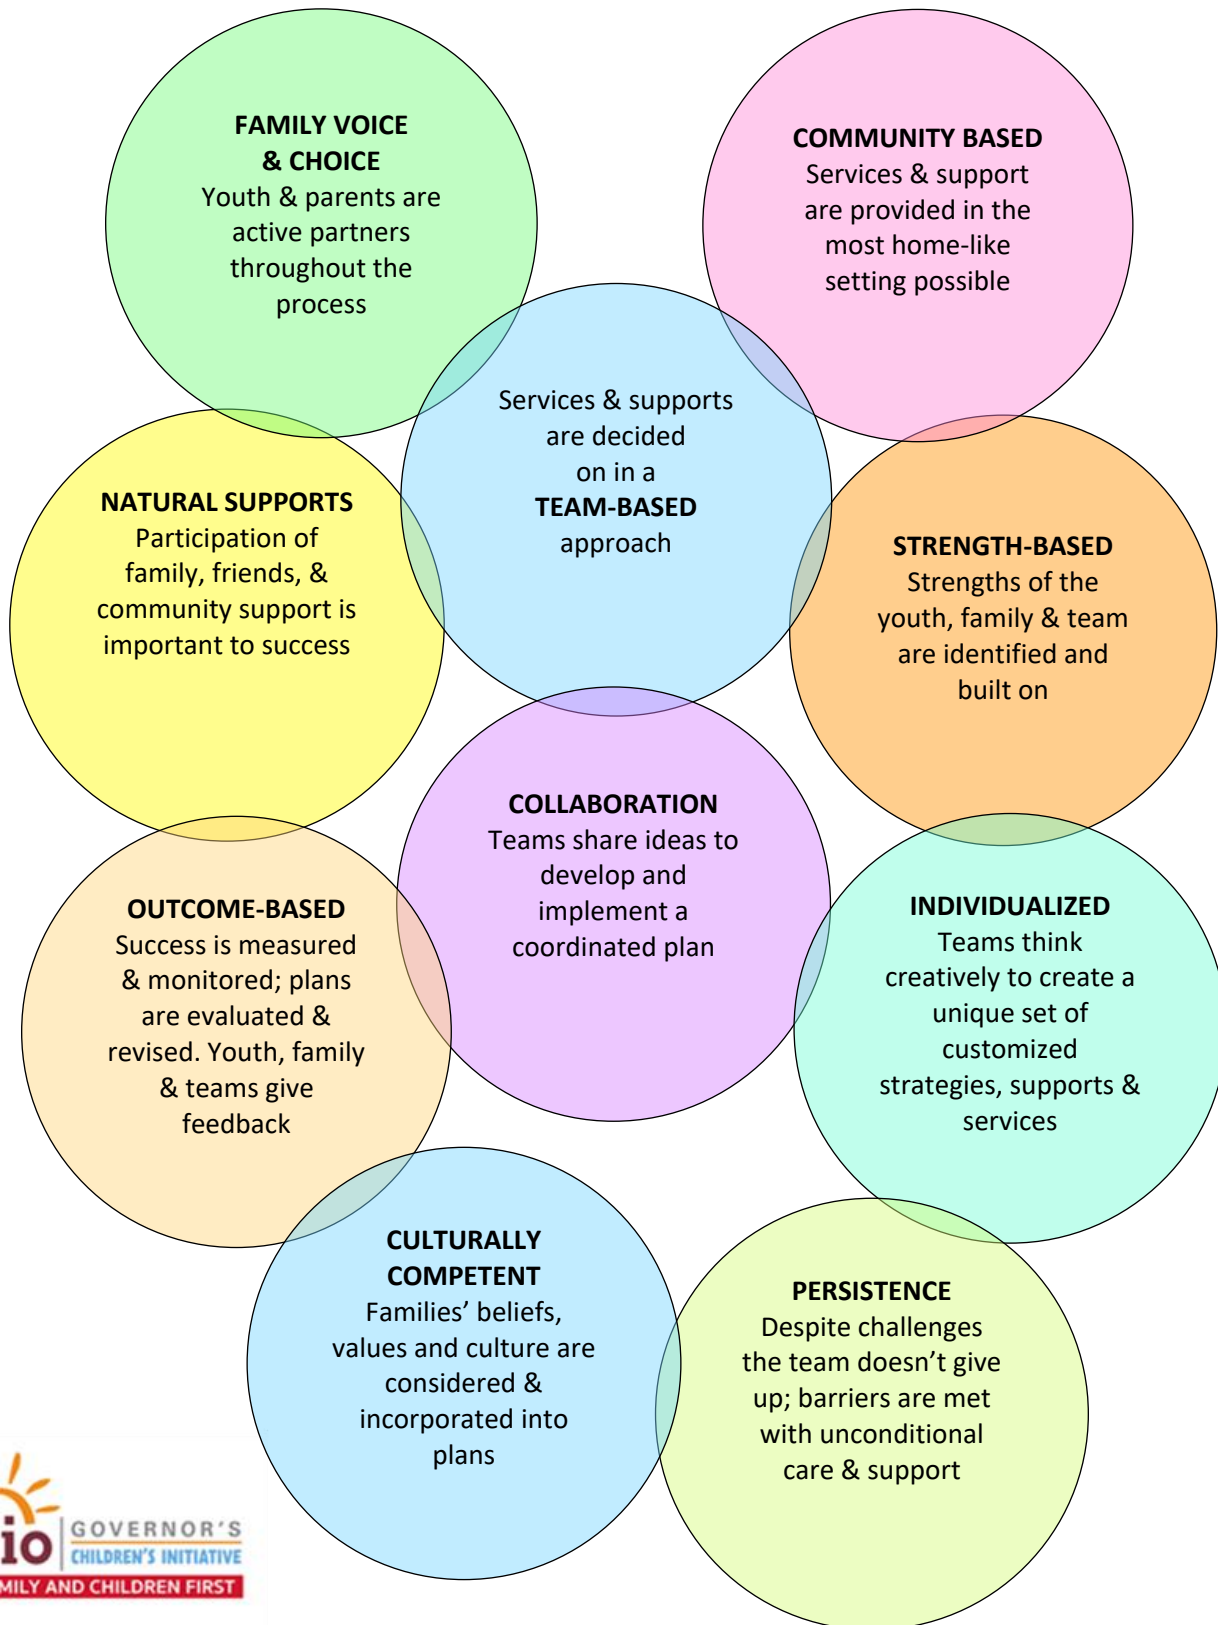 FAMILY VOICE
& CHOICE
Youth & parents are
active partners
throughout the
process
COMMUNITY BASED
Services & support
are provided in the
most home-like
setting possible
Services & supports
are decided
on in a
TEAM-BASED
approach
NATURAL SUPPORTS
Participation of
family, friends, &
community support is
important to success
STRENGTH-BASED
Strengths of the
youth, family & team
are identified and
built on
COLLABORATION
Teams share ideas to
develop and
implement a
coordinated plan
OUTCOME-BASED
Success is measured
& monitored; plans
are evaluated &
revised. Youth, family
& teams give
feedback
INDIVIDUALIZED
Teams think
creatively to create a
unique set of
customized
strategies, supports &
services
CULTURALLY
COMPETENT
Families’ beliefs,
values and culture are
considered &
incorporated into
plans
PERSISTENCE
Despite challenges
the team doesn’t give
up; barriers are met
with unconditional
care & support
io
GOVERNOR'S
CHILDREN'S INITIATIVE
MILY AND CHILDREN FIRST